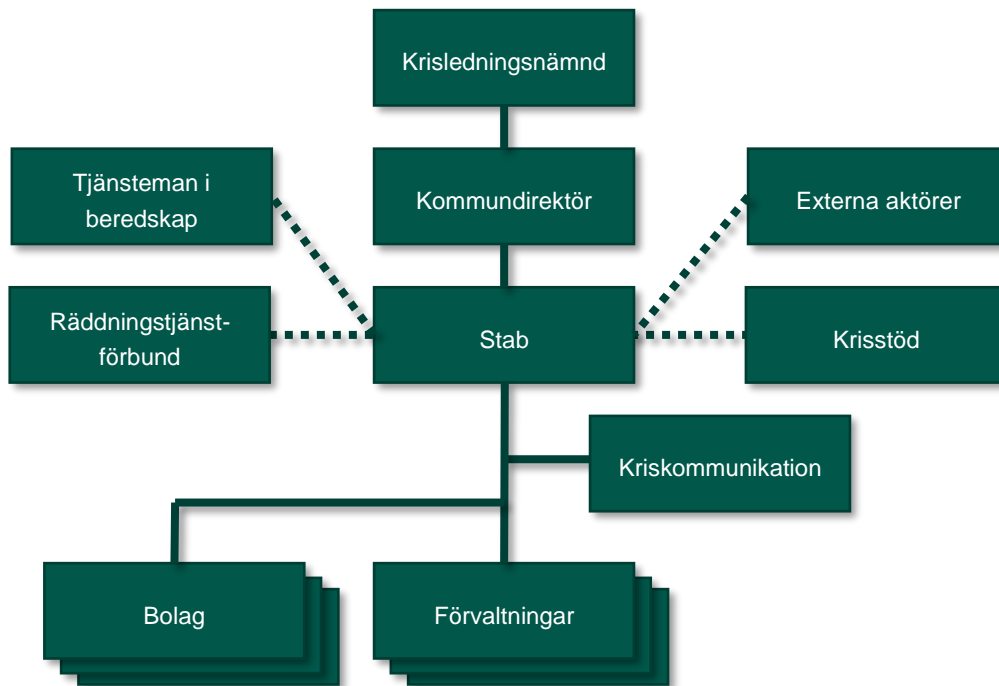 Krisledningsnämnd
Tjänsteman i
beredskap
Kommundirektör
Externa aktörer
Räddningstjänst-
förbund
Stab
Krisstöd
Kriskommunikation
Bolag
Förvaltningar